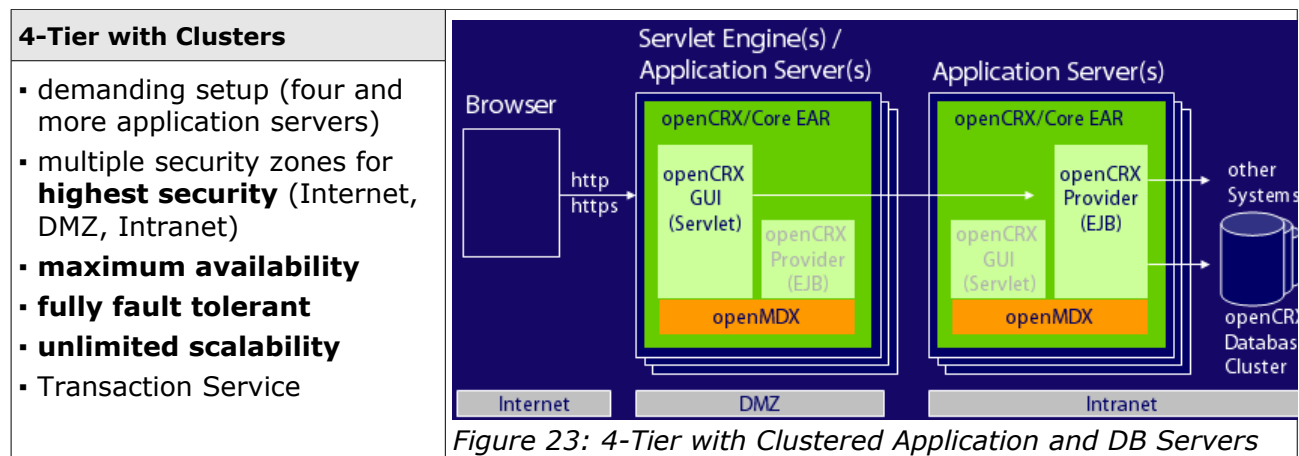 4-Tier with Clusters
▪ demanding setup (four and
more application servers)
▪ multiple security zones for
highest security (Internet,
DMZ, Intranet)
▪ maximum availability
▪ fully fault tolerant
▪ unlimited scalability
▪ Transaction Service
Browser
http
https
Servlet Engine(s) /
Application Server(s)
openCRX/Core EAR
openCRX
GUI
(Servlet)
openCRX
Provider
(EJB)
openMDX
Application Server(s)
openCRX/Core EAR
openCRX
GUI
(Servlet)
openCRX
Provider
(EJB)
openMDX
other
Systems
openCRX
Databas
Cluster
Internet
DMZ
Intranet
Figure 23: 4-Tier with Clustered Application and DB Servers